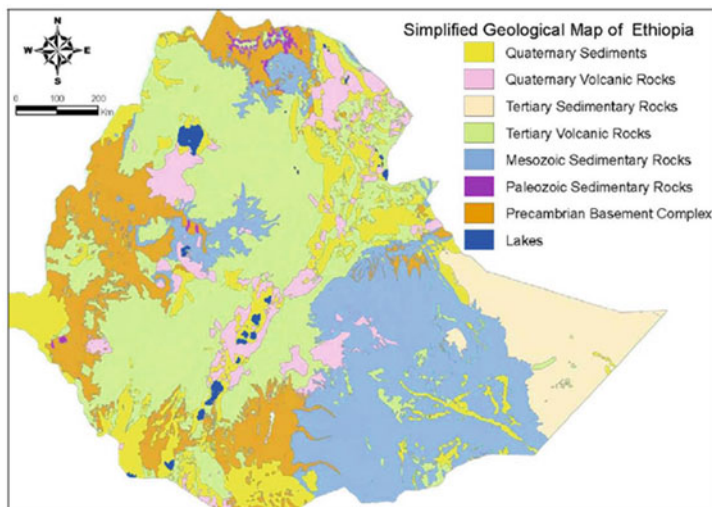 Simplified Geological Map of Ethiopia
N
W E
S
0 100 200
Km
Quaternary Sediments
Quaternary Volcanic Rocks
Tertiary Sedimentary Rocks
Tertiary Volcanic Rocks
Mesozoic Sedimentary Rocks
Paleozoic Sedimentary Rocks
Precambrian Basement Complex
Lakes